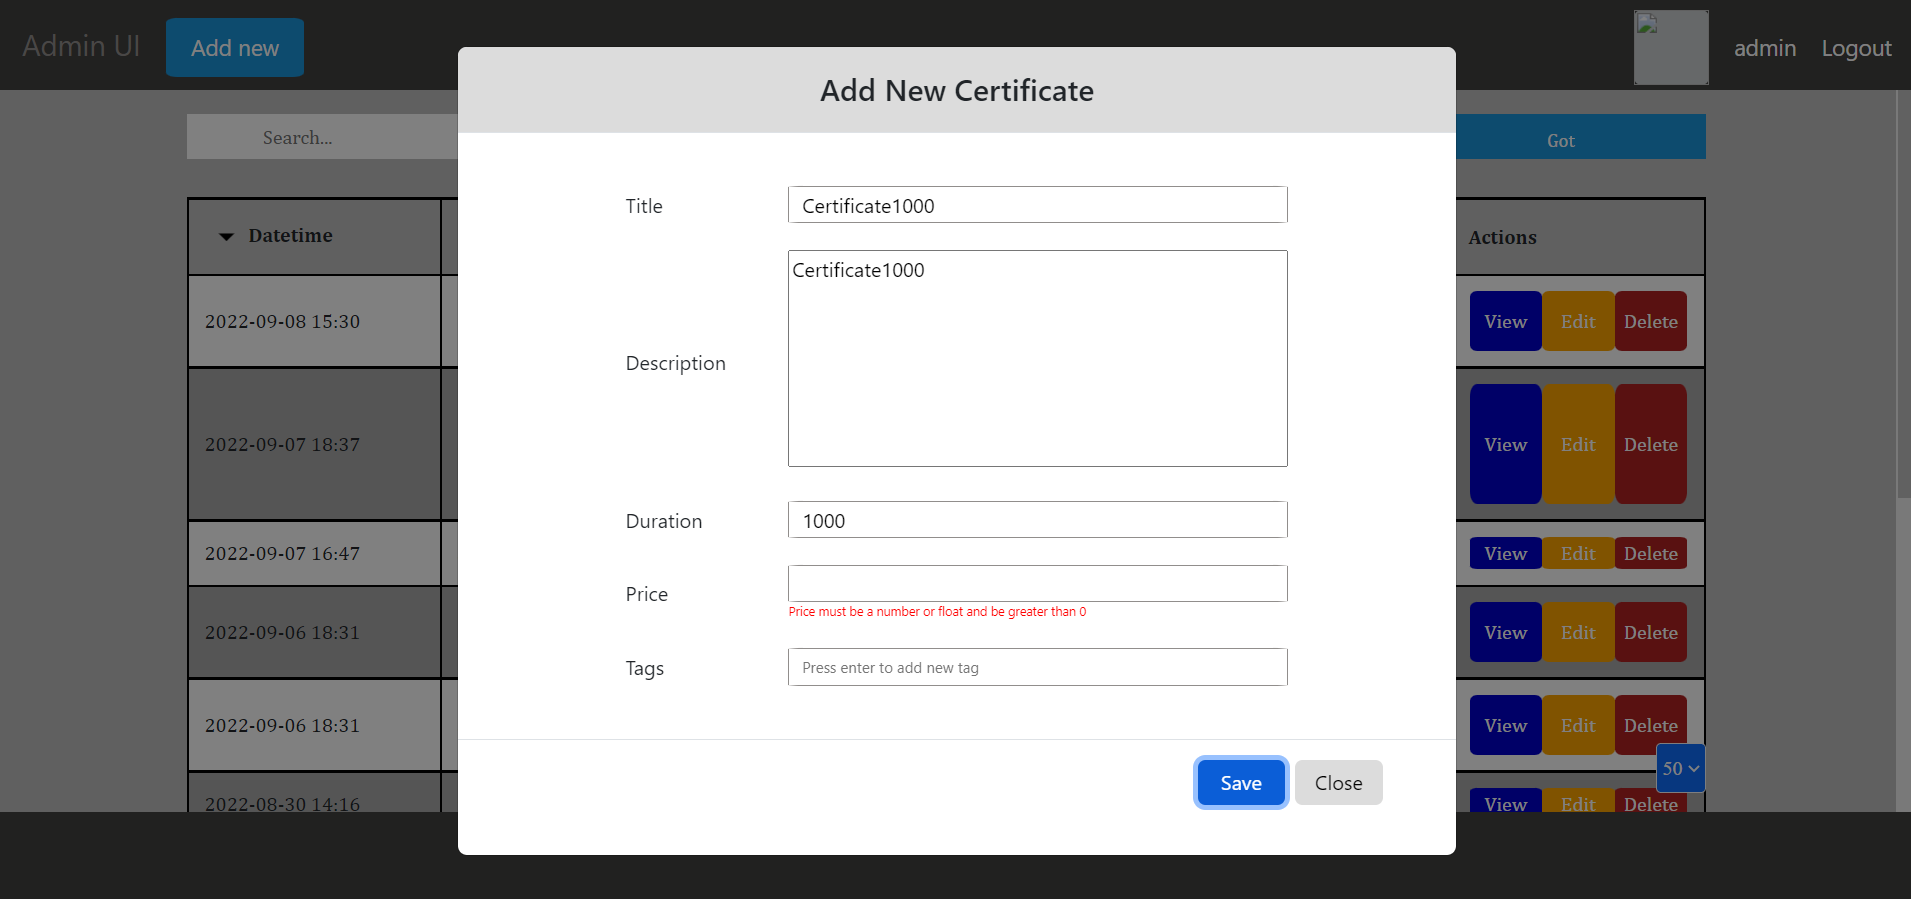 Admin UI
Add new
admin
Logout
Add New Certificate
Search...
Got
Title
Certificate1000
Datetime
Actions
Description
Certificate1000
2022-09-08 15:30
View
Edit
Delete
2022-09-07 18:37
View
Edit
Delete
Duration
1000
2022-09-07 16:47
View
Edit
Delete
Price
Price must be a number or float and be greater than 0
2022-09-06 18:31
View
Edit
Delete
Tags
Press enter to add new tag
2022-09-06 18:31
View
Edit
Delete
50
Save
Close
2022-08-30 14:16
View
Edit
Delete